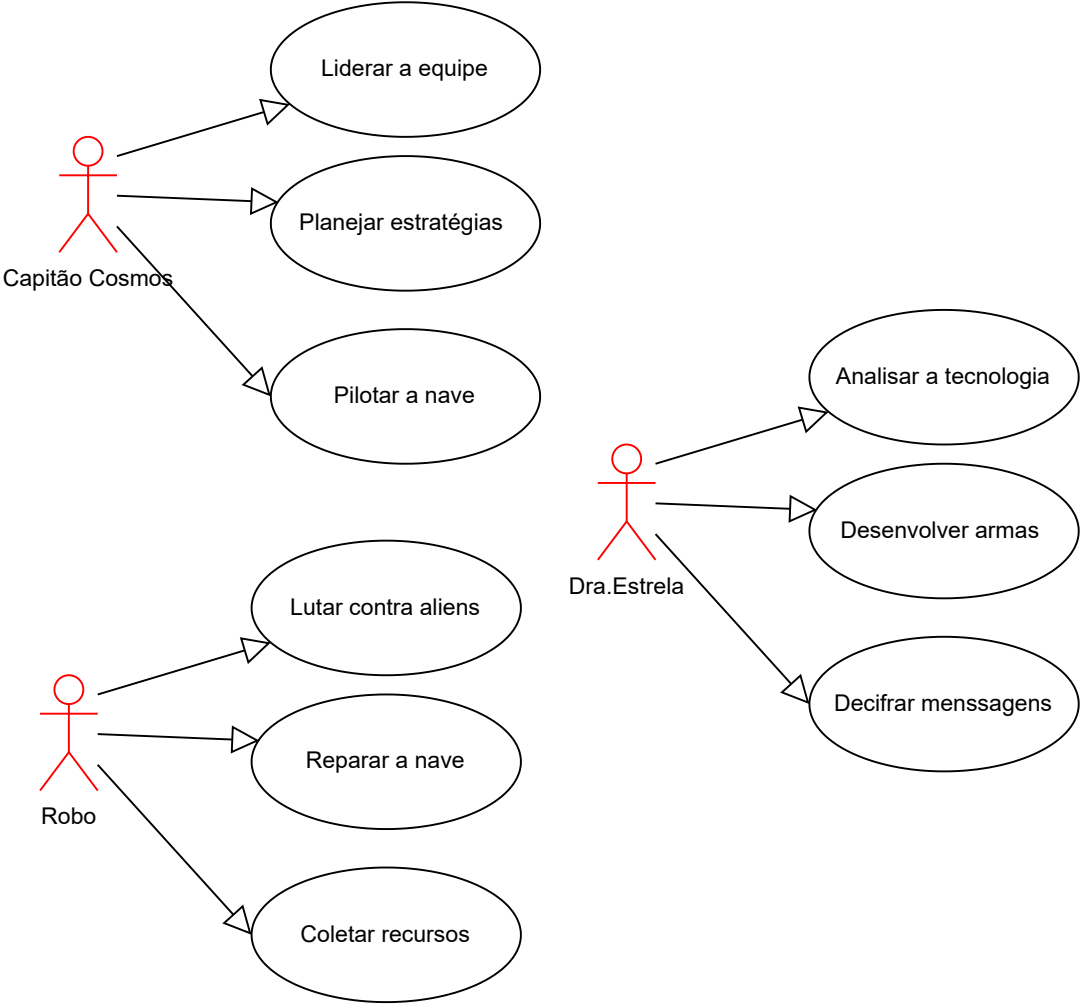 Liderar a equipe
Planejar estratégias
Capitão Cosmos
Pilotar a nave
Analisar a tecnologia
Desenvolver armas
Dra.Estrela
Decifrar menssagens
Lutar contra aliens
Reparar a nave
Robo
Coletar recursos